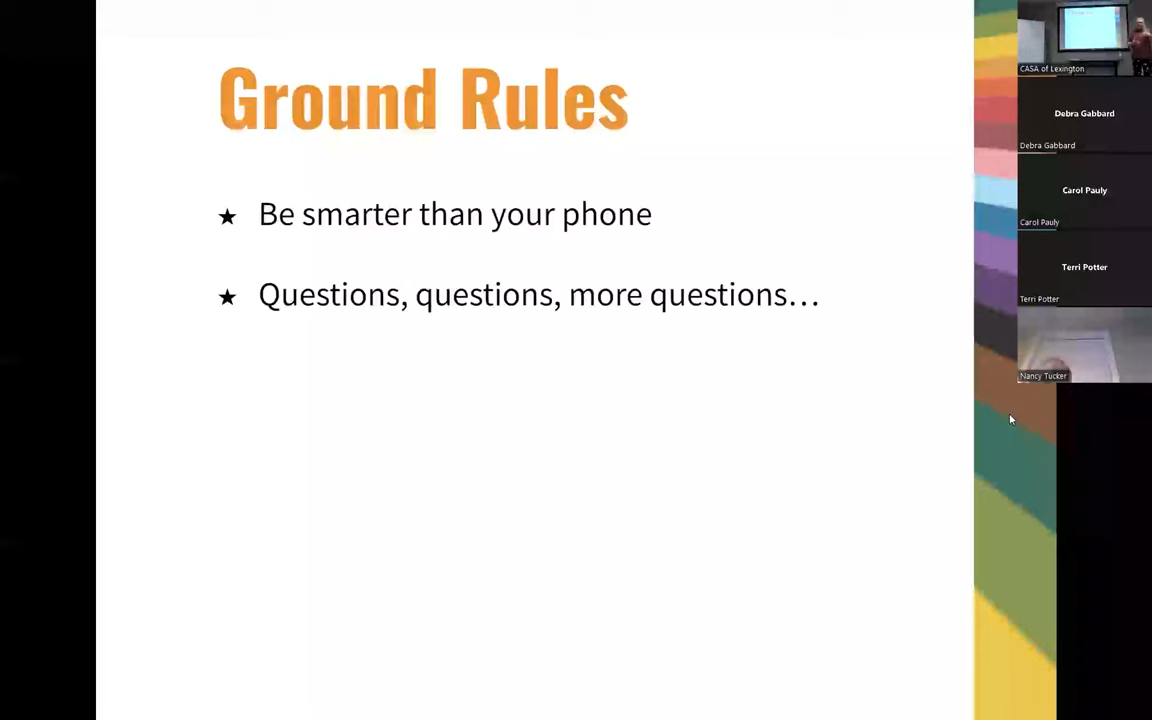 Ground Rules
★ Be smarter than your phone
★ Questions, questions, more questions…
CASA of Lexington
Debra Gabbard
Debra Gabbard
Carol Pauly
Carol Pauly
Terri Potter
Terri Potter
Nancy Tucker